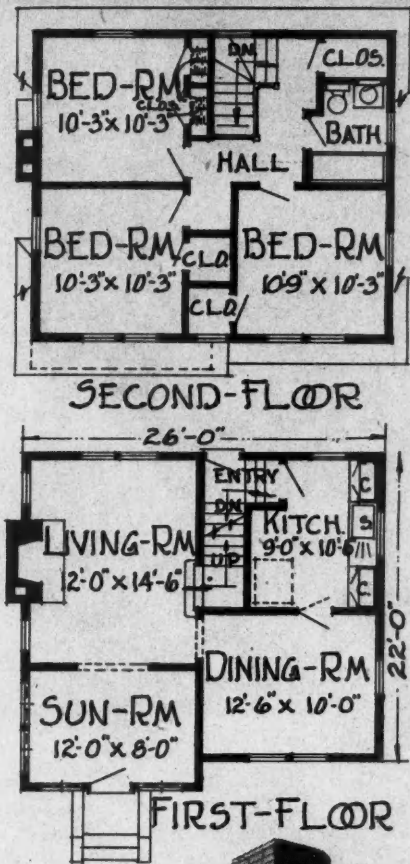 DN.
CLOS.
BED-RM
10'-3" x 10'-3"
CLOS.
BATH
HALL
BED-RM
10'-3" x 10'-3"
CLO.
BED-RM
10'9" x 10'-3"
CLO.
SECOND-FLOOR
26'-0"
ENTRY
DN.
C
LIVING-RM
12'-0" x 14'-6"
KITCH.
9'-0" x 10'-6"
S
UP
22'-0"
SUN-RM
12'-0" x 8'-0"
DINING-RM
12'-6" x 10'-0"
FIRST-FLOOR